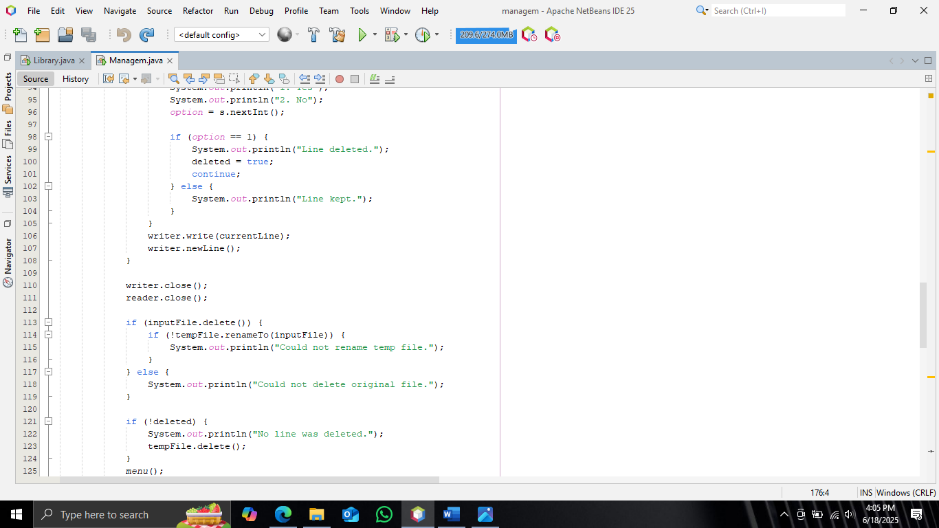 File Edit View Navigate Source Refactor Run Debug Profile Team Tools Window Help
managem - Apache NetBeans IDE 25
Search (Ctrl+I)
<default config>
Library.java
Managem.java
Source History
Projects
Files
Services
Navigator
94 System.out.println("1. Yes");
95 System.out.println("2. No");
96 option = s.nextInt();
97
98 if (option == 1) {
99 System.out.println("Line deleted.");
100 deleted = true;
101 continue;
102 } else {
103 System.out.println("Line kept.");
104 }
105 }
106 writer.write(currentLine);
107 writer.newLine();
108 }
109
110 writer.close();
111 reader.close();
112
113 if (inputFile.delete()) {
114 if (!tempFile.renameTo(inputFile)) {
115 System.out.println("Could not rename temp file.");
116 }
117 } else {
118 System.out.println("Could not delete original file.");
119 }
120
121 if (!deleted) {
122 System.out.println("No line was deleted.");
123 tempFile.delete();
124 }
125 menu();
176:4 INS Windows (CRLF)
Type here to search
4:05 PM
6/18/2025